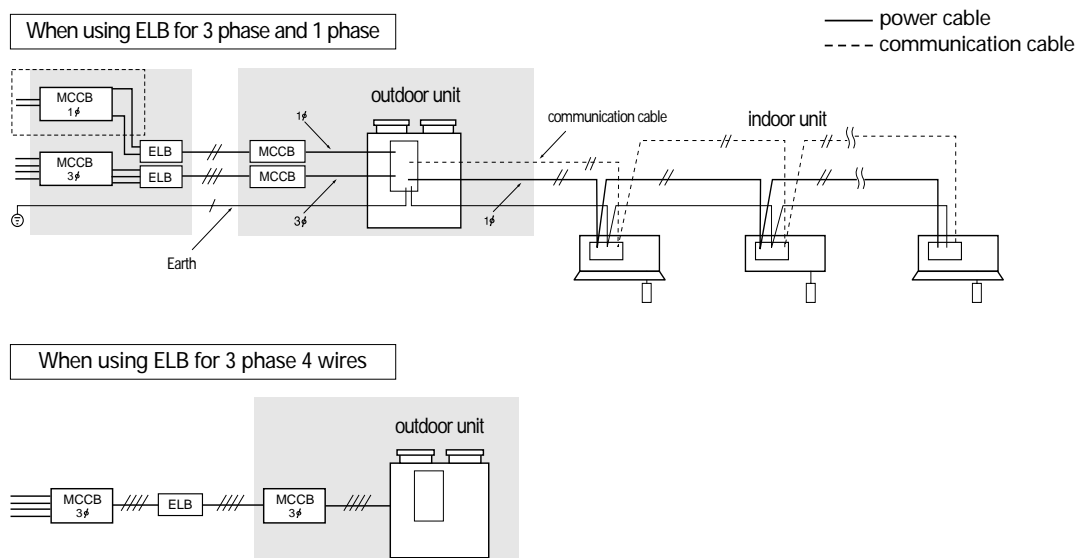 When using ELB for 3 phase and 1 phase
power cable
communication cable
MCCB
1ϕ
outdoor unit
1ϕ
communication cable
indoor unit
ELB
MCCB
MCCB
3ϕ
ELB
MCCB
3ϕ
1ϕ
Earth
When using ELB for 3 phase 4 wires
outdoor unit
MCCB
3ϕ
ELB
MCCB
3ϕ